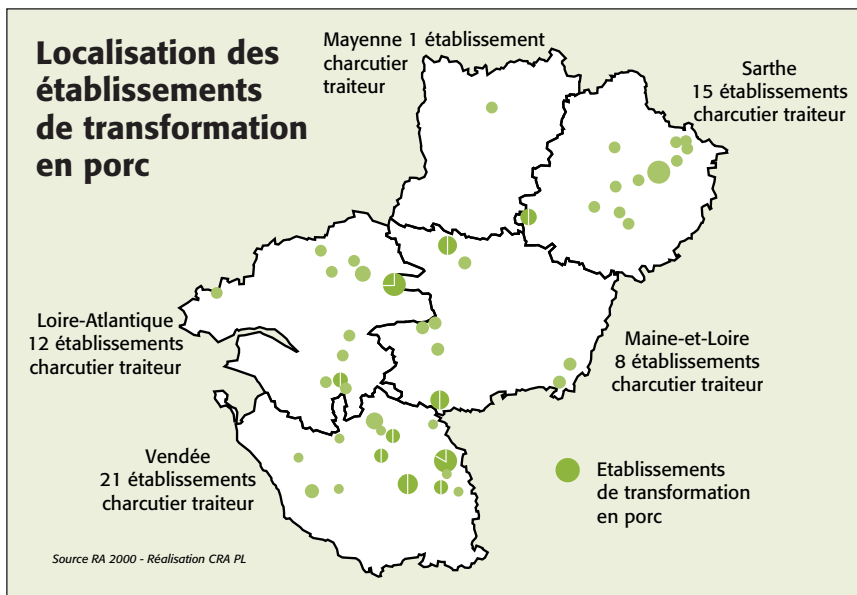 Localisation des
établissements
de transformation
en porc
Mayenne 1 établissement
charcutier
traiteur
Sarthe
15 établissements
charcutier traiteur
Loire-Atlantique
12 établissements
charcutier traiteur
Maine-et-Loire
8 établissements
charcutier traiteur
Vendée
21 établissements
charcutier traiteur
Etablissements
de transformation
en porc
Source RA 2000 - Réalisation CRA PL